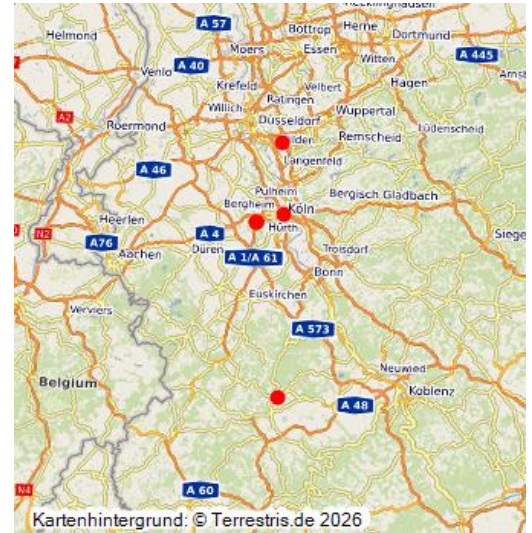 Recklinghausen
A 57
Bottrop
Herne
Dortmund
Helmond
Moers
Essen
A 445
A 40
Witten
Venlo
Krefeld
Velbert
Hagen
Willich
Ratingen
A2
Düsseldorf
Wuppertal
Roermond
lden
Remscheid
Lüdenscheid
Langenfeld
A 46
Pulheim
Bergisch Gladbach
Bergheim
Köln
Heerlen
N2
A 4
Hürth
A76
Düren
Troisdorf
Aachen
A 1/A 61
Bonn
Euskirchen
Verviers
A 573
Neuwied
Belgium
Koblenz
A 48
N4
A 60
Kartenhintergrund: © Terrestris.de 2026